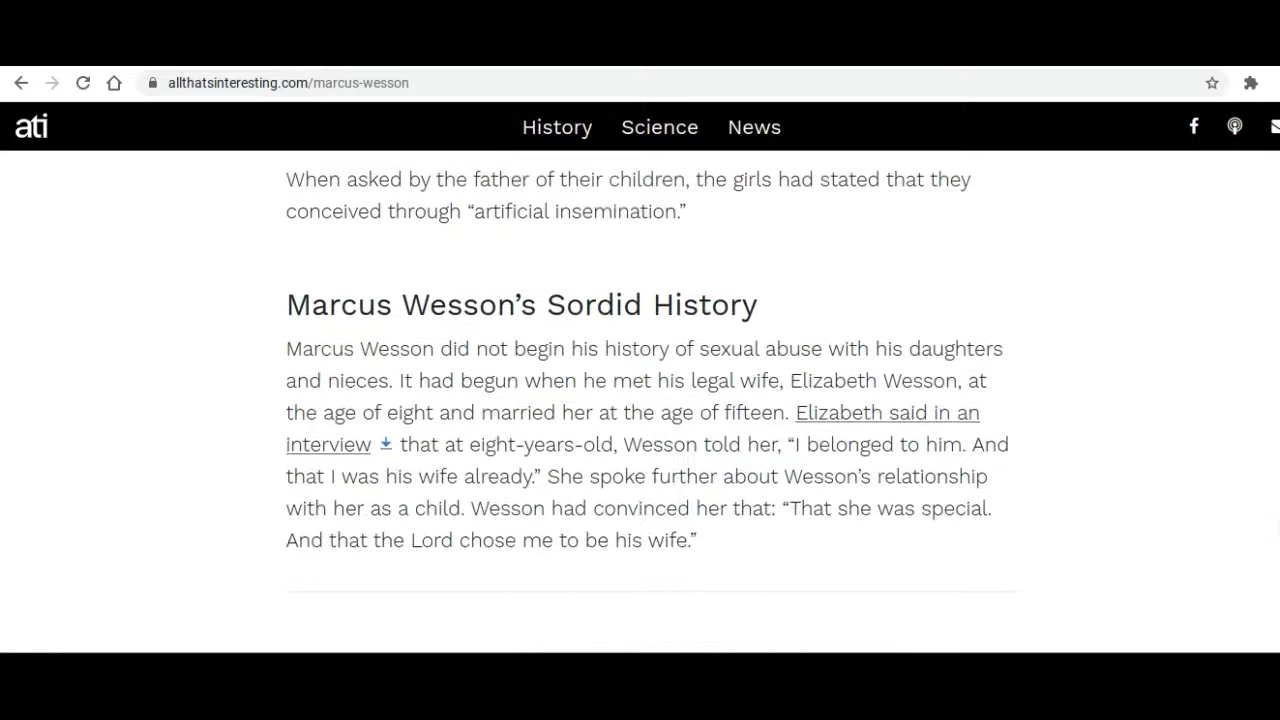 allthatsinteresting.com/marcus-wesson
ati History Science News
When asked by the father of their children, the girls had stated that they
conceived through “artificial insemination.”
Marcus Wesson’s Sordid History
Marcus Wesson did not begin his history of sexual abuse with his daughters
and nieces. It had begun when he met his legal wife, Elizabeth Wesson, at
the age of eight and married her at the age of fifteen. Elizabeth said in an
interview that at eight-years-old, Wesson told her, “I belonged to him. And
that I was his wife already.” She spoke further about Wesson’s relationship
with her as a child. Wesson had convinced her that: “That she was special.
And that the Lord chose me to be his wife.”